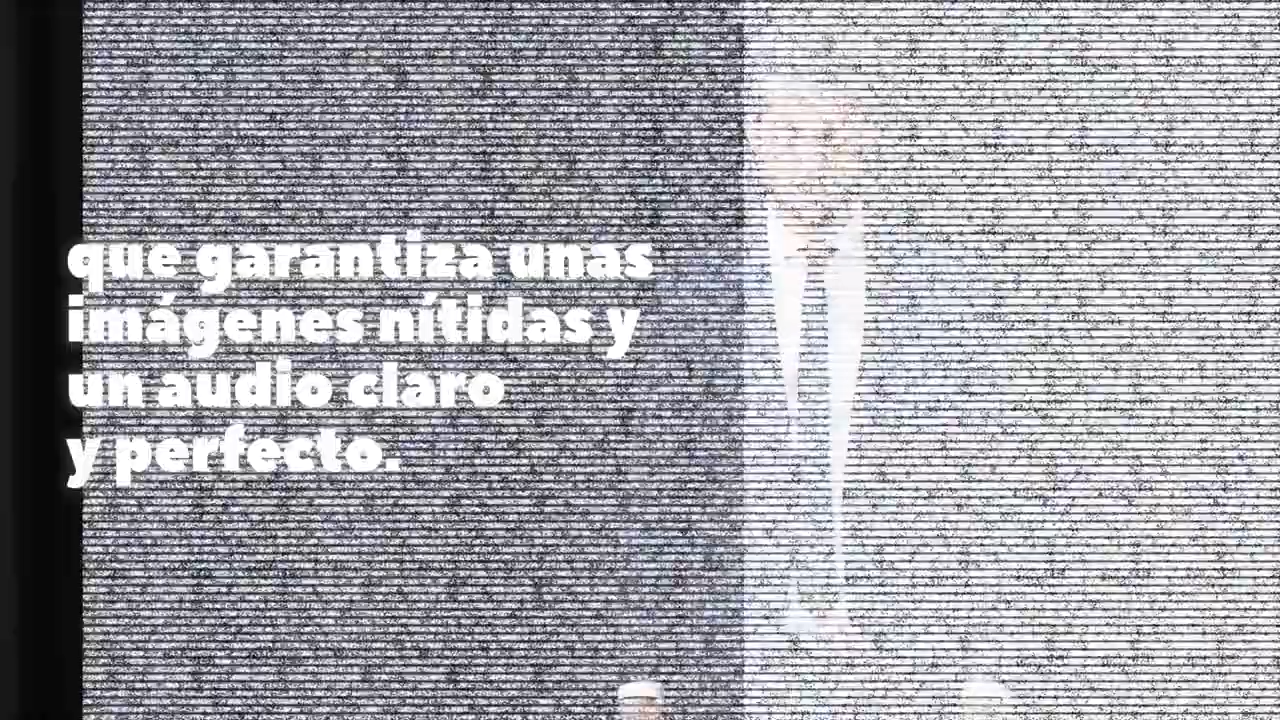 que garantiza unas
imágenes nítidas y
un audio claro
y perfecto.